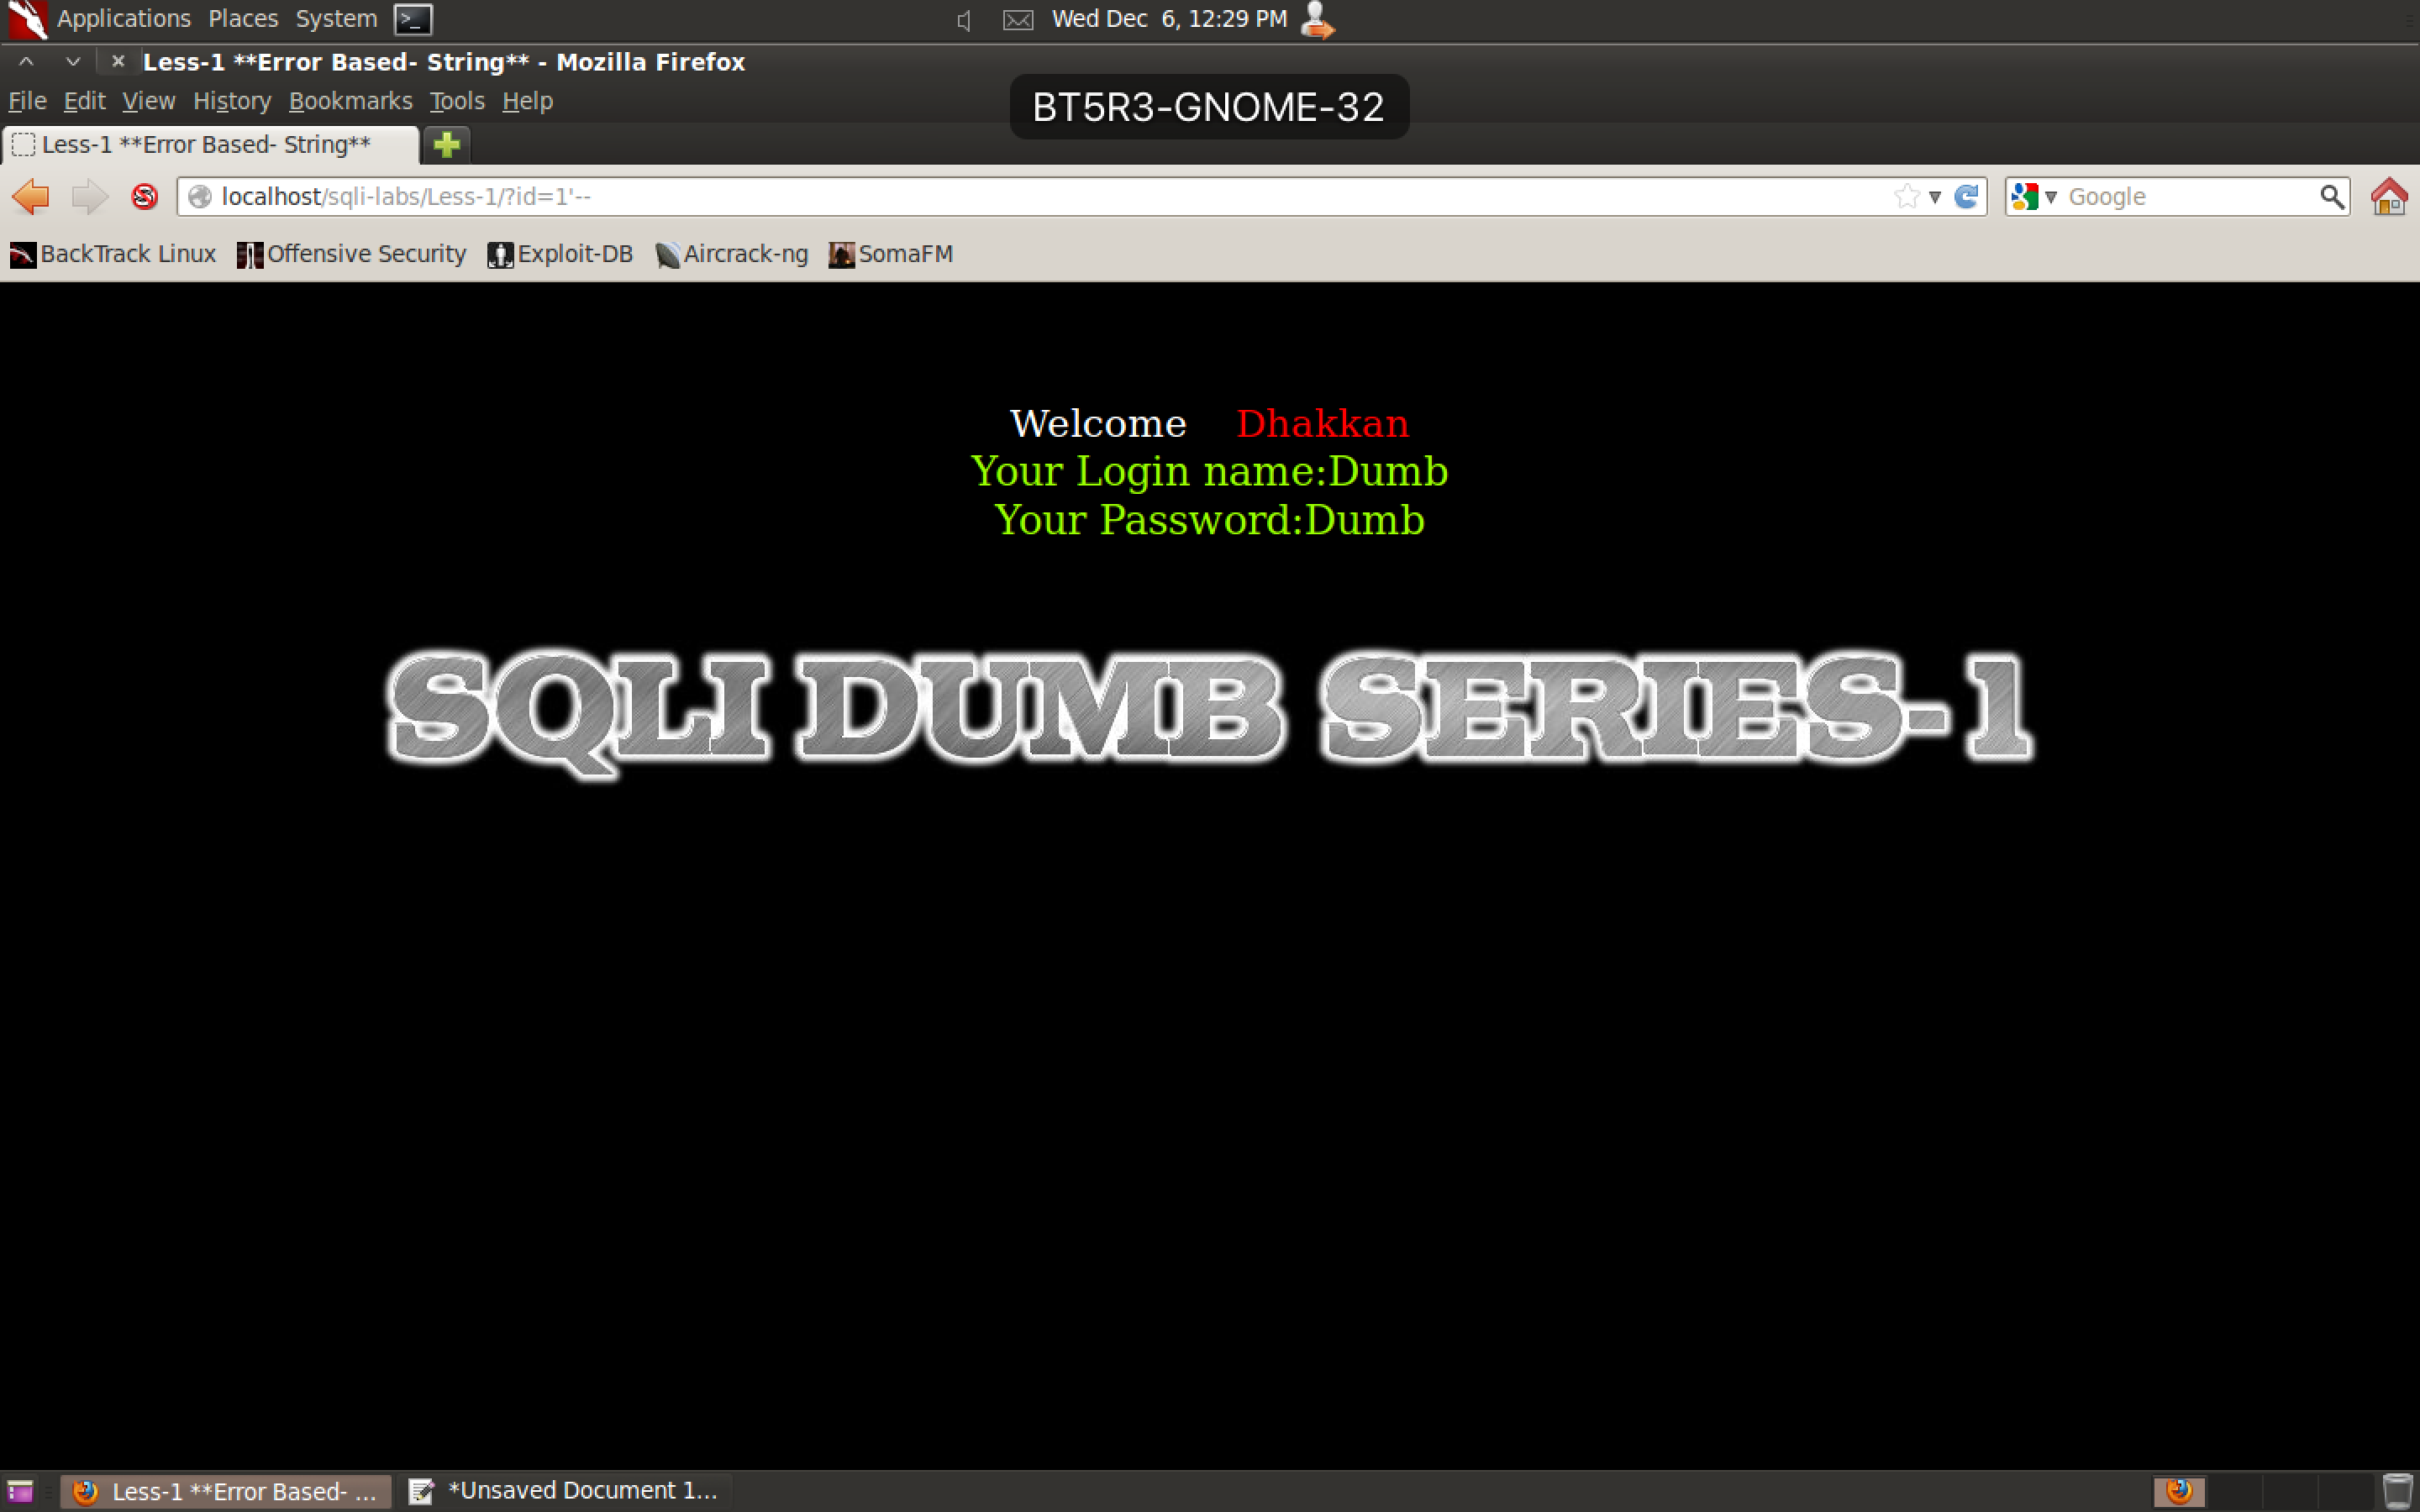 Applications Places System Wed Dec 6, 12:29 PM
Less-1 **Error Based- String** - Mozilla Firefox
BT5R3-GNOME-32
File Edit View History Bookmarks Tools Help
Less-1 **Error Based- String**
localhost/sqli-labs/Less-1/?id=1'-- Google
BackTrack Linux Offensive Security Exploit-DB Aircrack-ng SomaFM
Welcome Dhakkan
Your Login name:Dumb
Your Password:Dumb
SQLI DUMB SERIES-1
Less-1 **Error Based- ... *Unsaved Document 1...